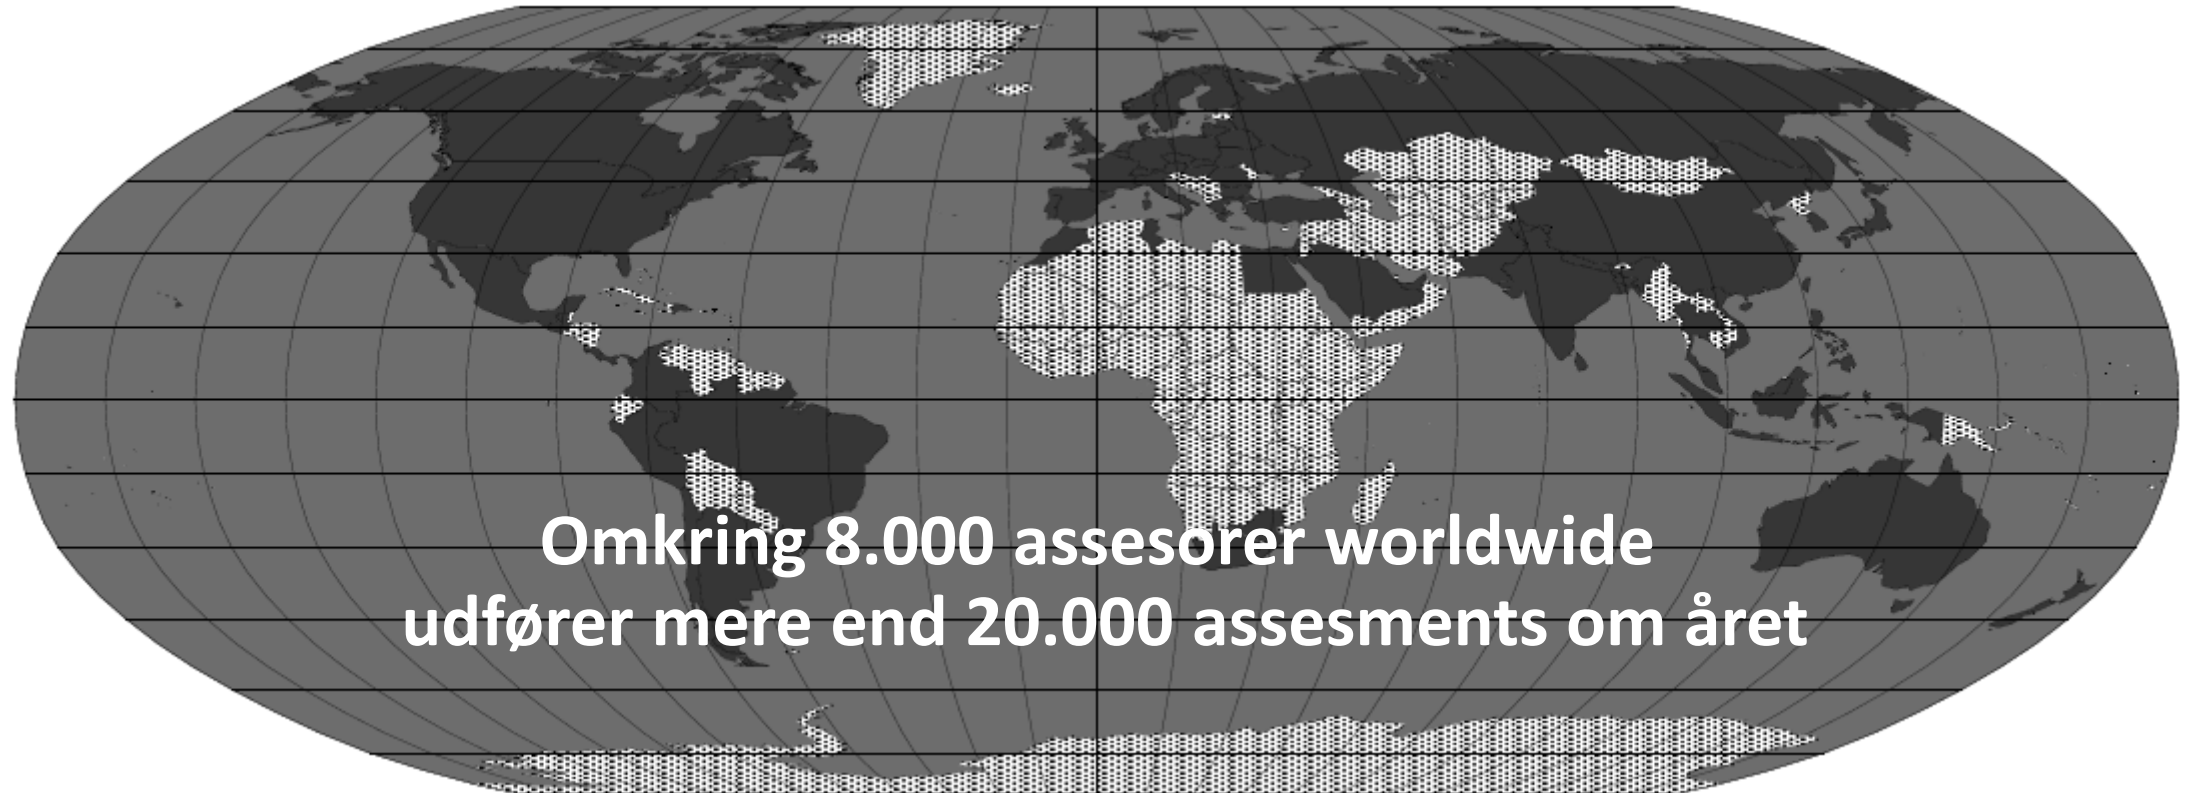 Omkring 8.000 assesorer worldwide
udfører mere end 20.000 assesments om året